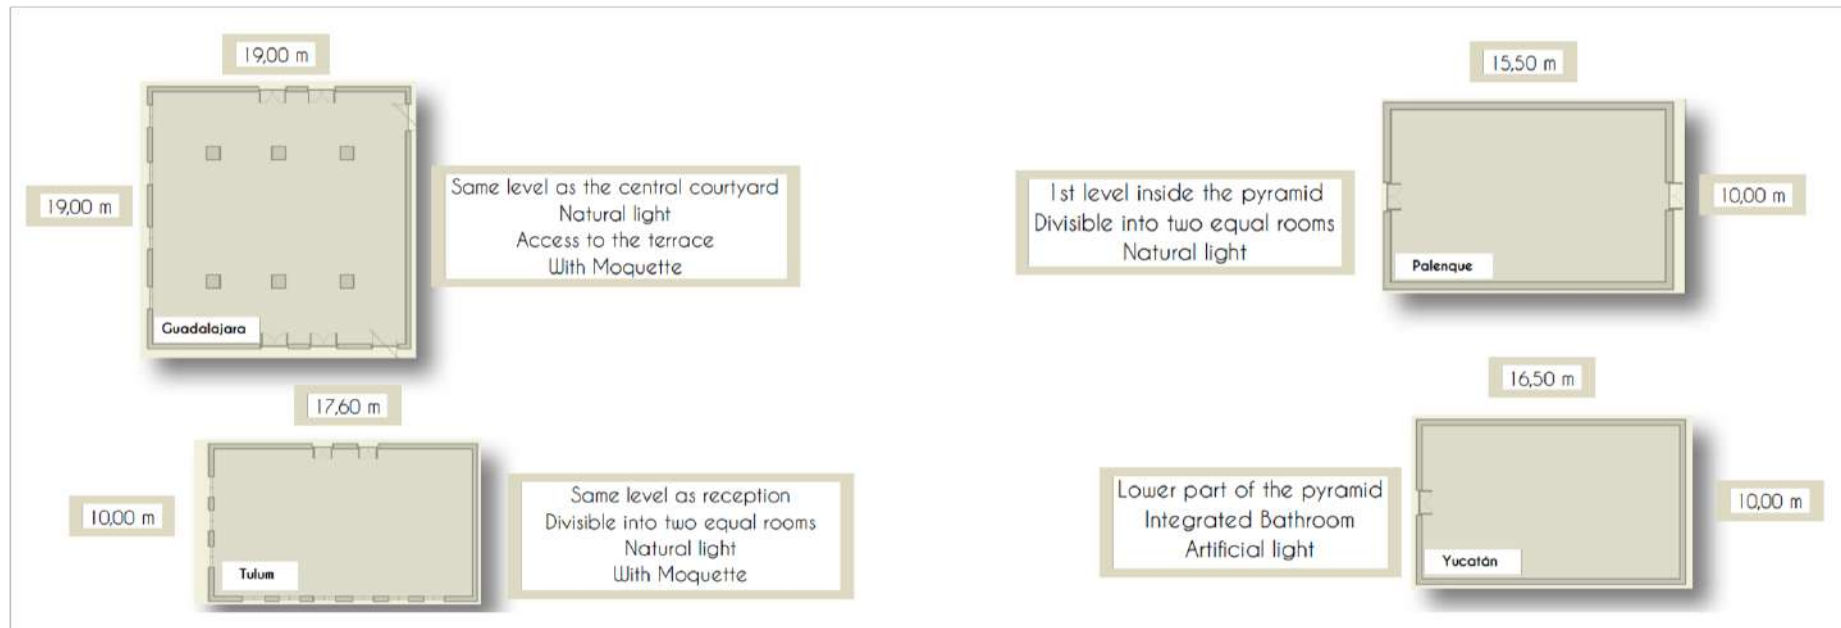 19,00 m
19,00 m
Same level as the central courtyard
Natural light
Access to the terrace
With Moquette
Guadalajara
15,50 m
1st level inside the pyramid
Divisible into two equal rooms
Natural light
10,00 m
Palenque
17,60 m
10,00 m
Same level as reception
Divisible into two equal rooms
Natural light
With Moquette
Tulum
16,50 m
Lower part of the pyramid
Integrated Bathroom
Artificial light
10,00 m
Yucatán